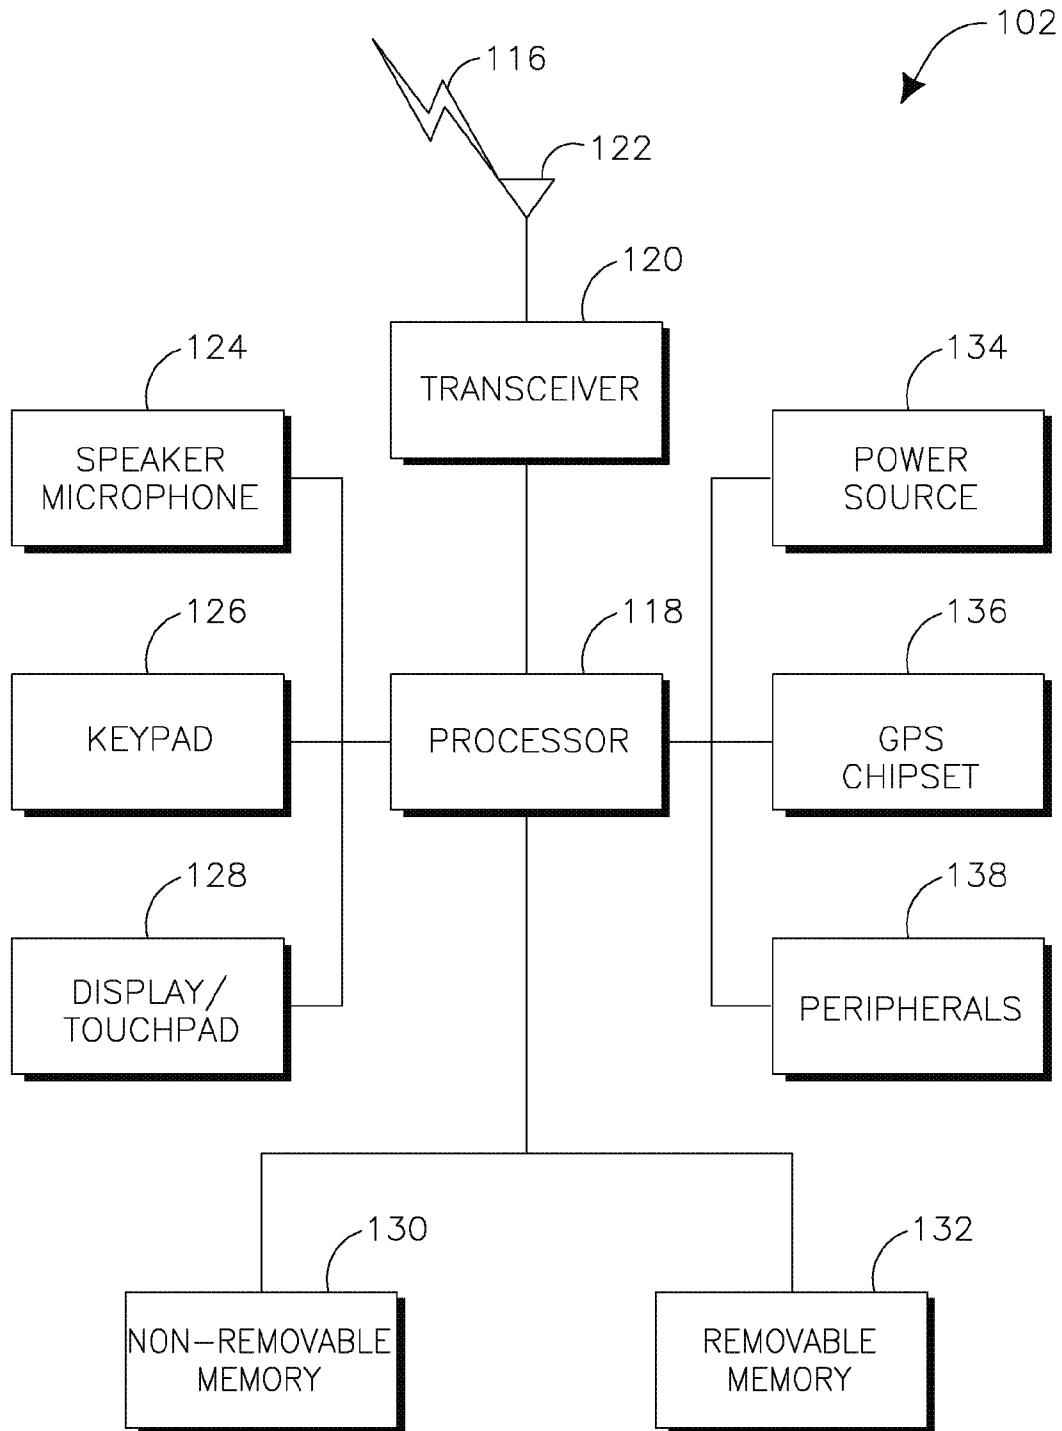 102
116
122
120
TRANSCEIVER
124
SPEAKER
MICROPHONE
134
POWER
SOURCE
126
KEYPAD
118
PROCESSOR
136
GPS
CHIPSET
128
DISPLAY/
TOUCHPAD
138
PERIPHERALS
130
NON-REMOVABLE
MEMORY
132
REMOVABLE
MEMORY